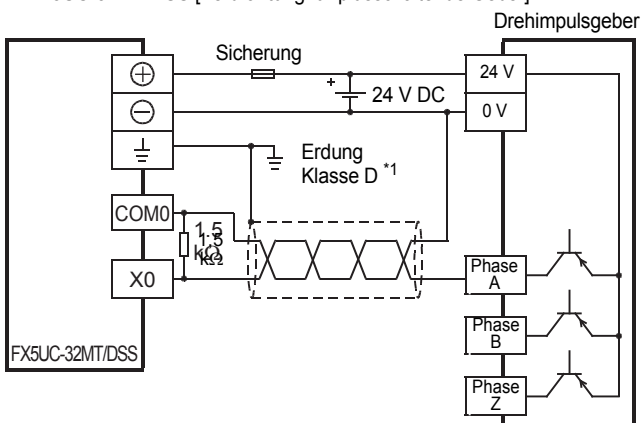 Drehimpulsgeber
Sicherung
24 V
+
24 V DC
0 V
Erdung
Klasse D *1
COM0
1,5
kΩ
X0
Phase
A
Phase
B
Phase
Z
FX5UC-32MT/DSS